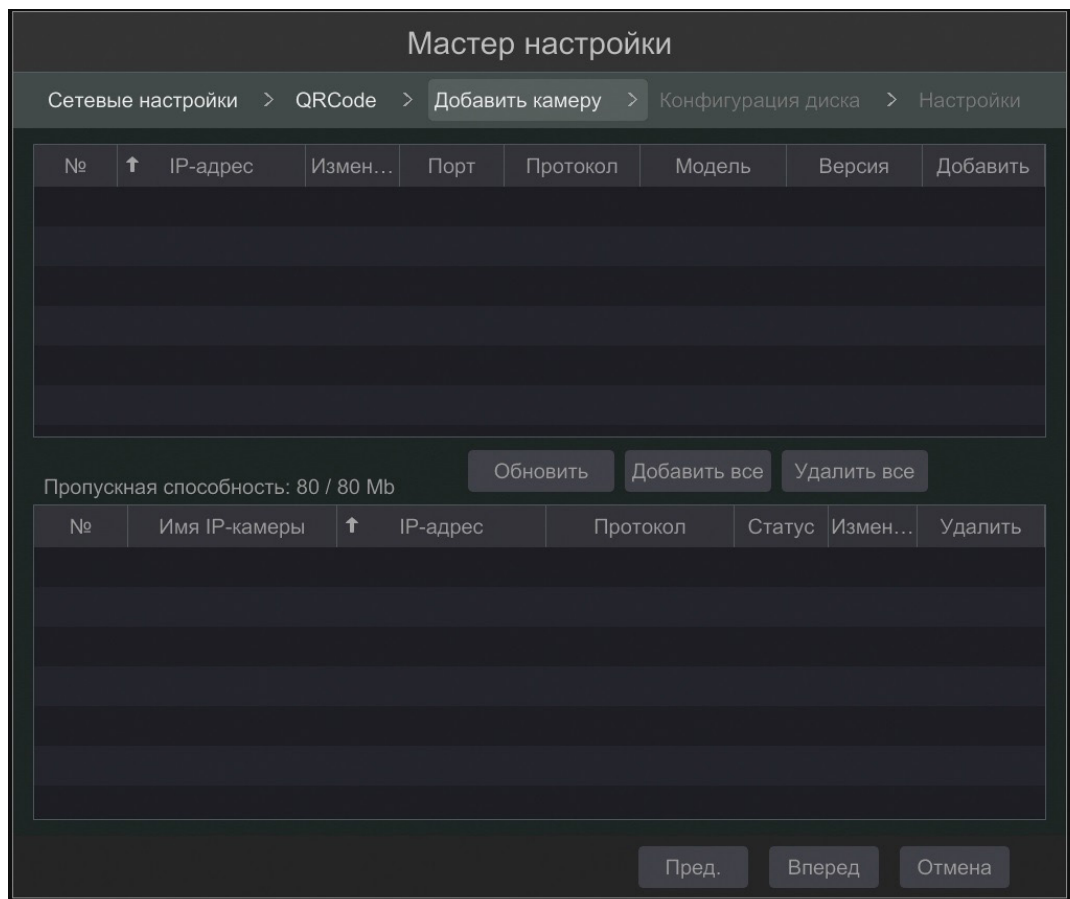 Мастер настройки
Сетевые настройки > QRCode > Добавить камеру > Конфигурация диска > Настройки
№ ↑ IP-адрес Измен... Порт Протокол Модель Версия Добавить
Обновить Добавить все Удалить все
Пропускная способность: 80 / 80 Mb
№ Имя IP-камеры ↑ IP-адрес Протокол Статус Измен... Удалить
Пред. Вперед Отмена